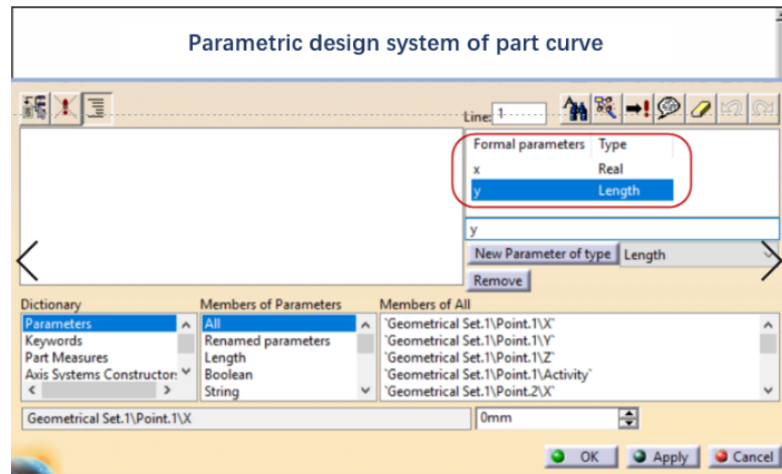 Parametric design system of part curve
Line: 1
Formal parameters Type
x Real
y Length
y
New Parameter of type Length
Remove
Dictionary Members of Parameters Members of All
Parameters All `Geometrical Set.1\Point.1\X`
Keywords Renamed parameters `Geometrical Set.1\Point.1\Y`
Part Measures Length `Geometrical Set.1\Point.1\Z`
Axis Systems Constructor: Boolean `Geometrical Set.1\Point.1\Activity`
String `Geometrical Set.1\Point.2\X`
Geometrical Set.1\Point.1\X 0mm
OK Apply Cancel